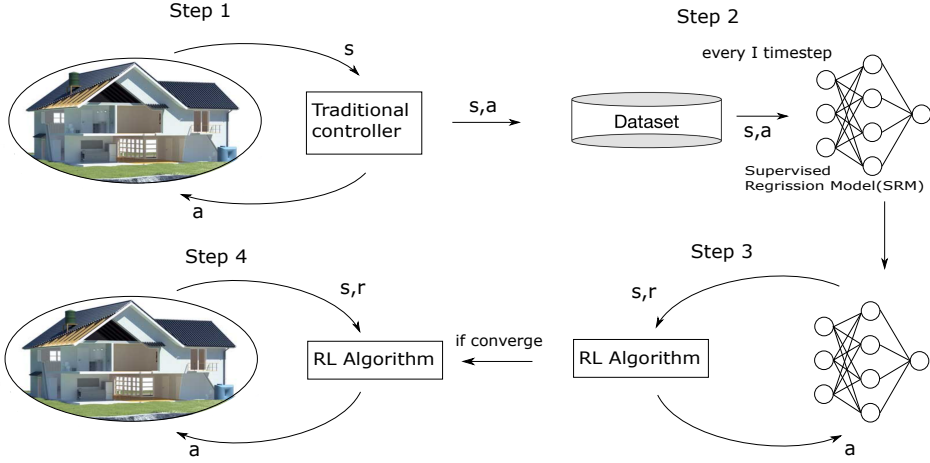 Step 1
Step 2
s
every I timestep
Traditional
controller
s,a
Dataset
s,a
Supervised
Regrission Model(SRM)
a
Step 4
Step 3
s,r
s,r
RL Algorithm
if converge
RL Algorithm
a
a